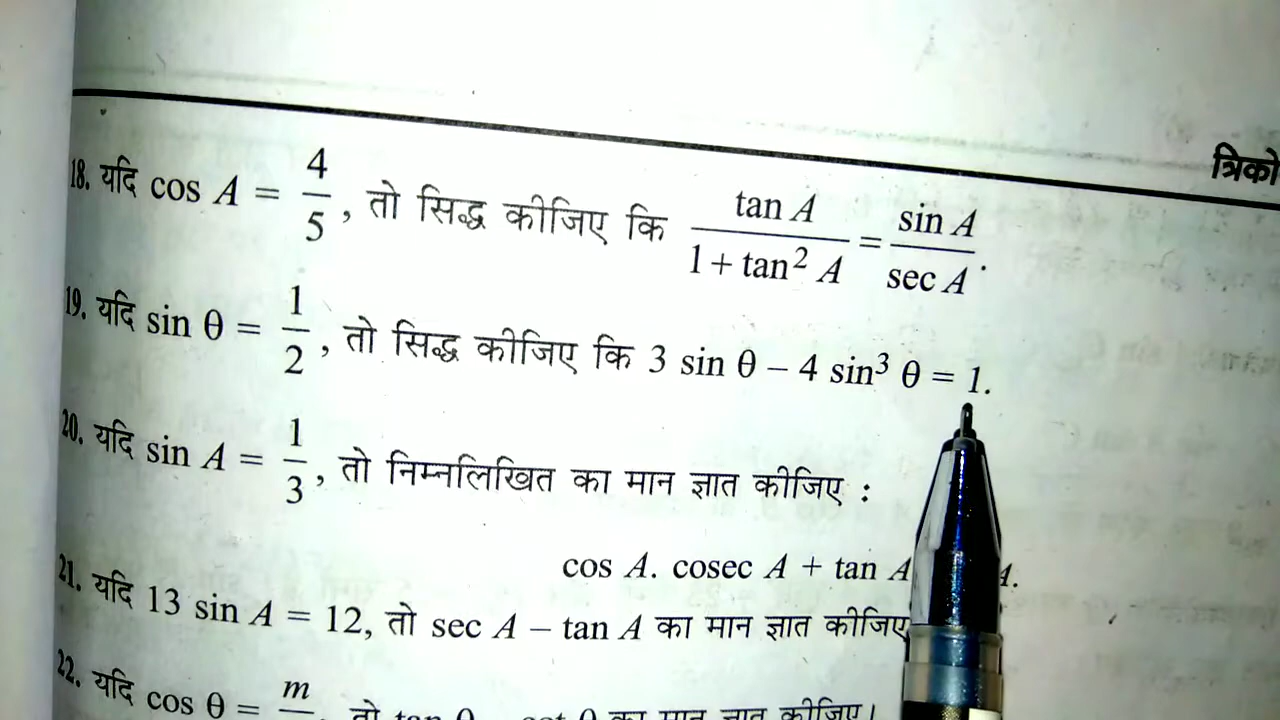 त्रिको
18. यदि cos A = 4/5, तो सिद्ध कीजिए कि tan A / 1 + tan² A = sin A / sec A.
19. यदि sin θ = 1/2, तो सिद्ध कीजिए कि 3 sin θ – 4 sin³ θ = 1.
20. यदि sin A = 1/3, तो निम्नलिखित का मान ज्ञात कीजिए :
cos A. cosec A + tan A
21. यदि 13 sin A = 12, तो sec A – tan A का मान ज्ञात कीजिए
22. यदि cos θ = m